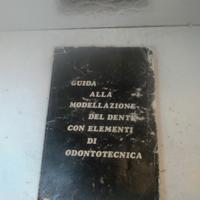 GUIDA
ALLA
MODELLAZIONE
DEL DENTE
CON ELEMENTI
DI
ODONTOTECNICA